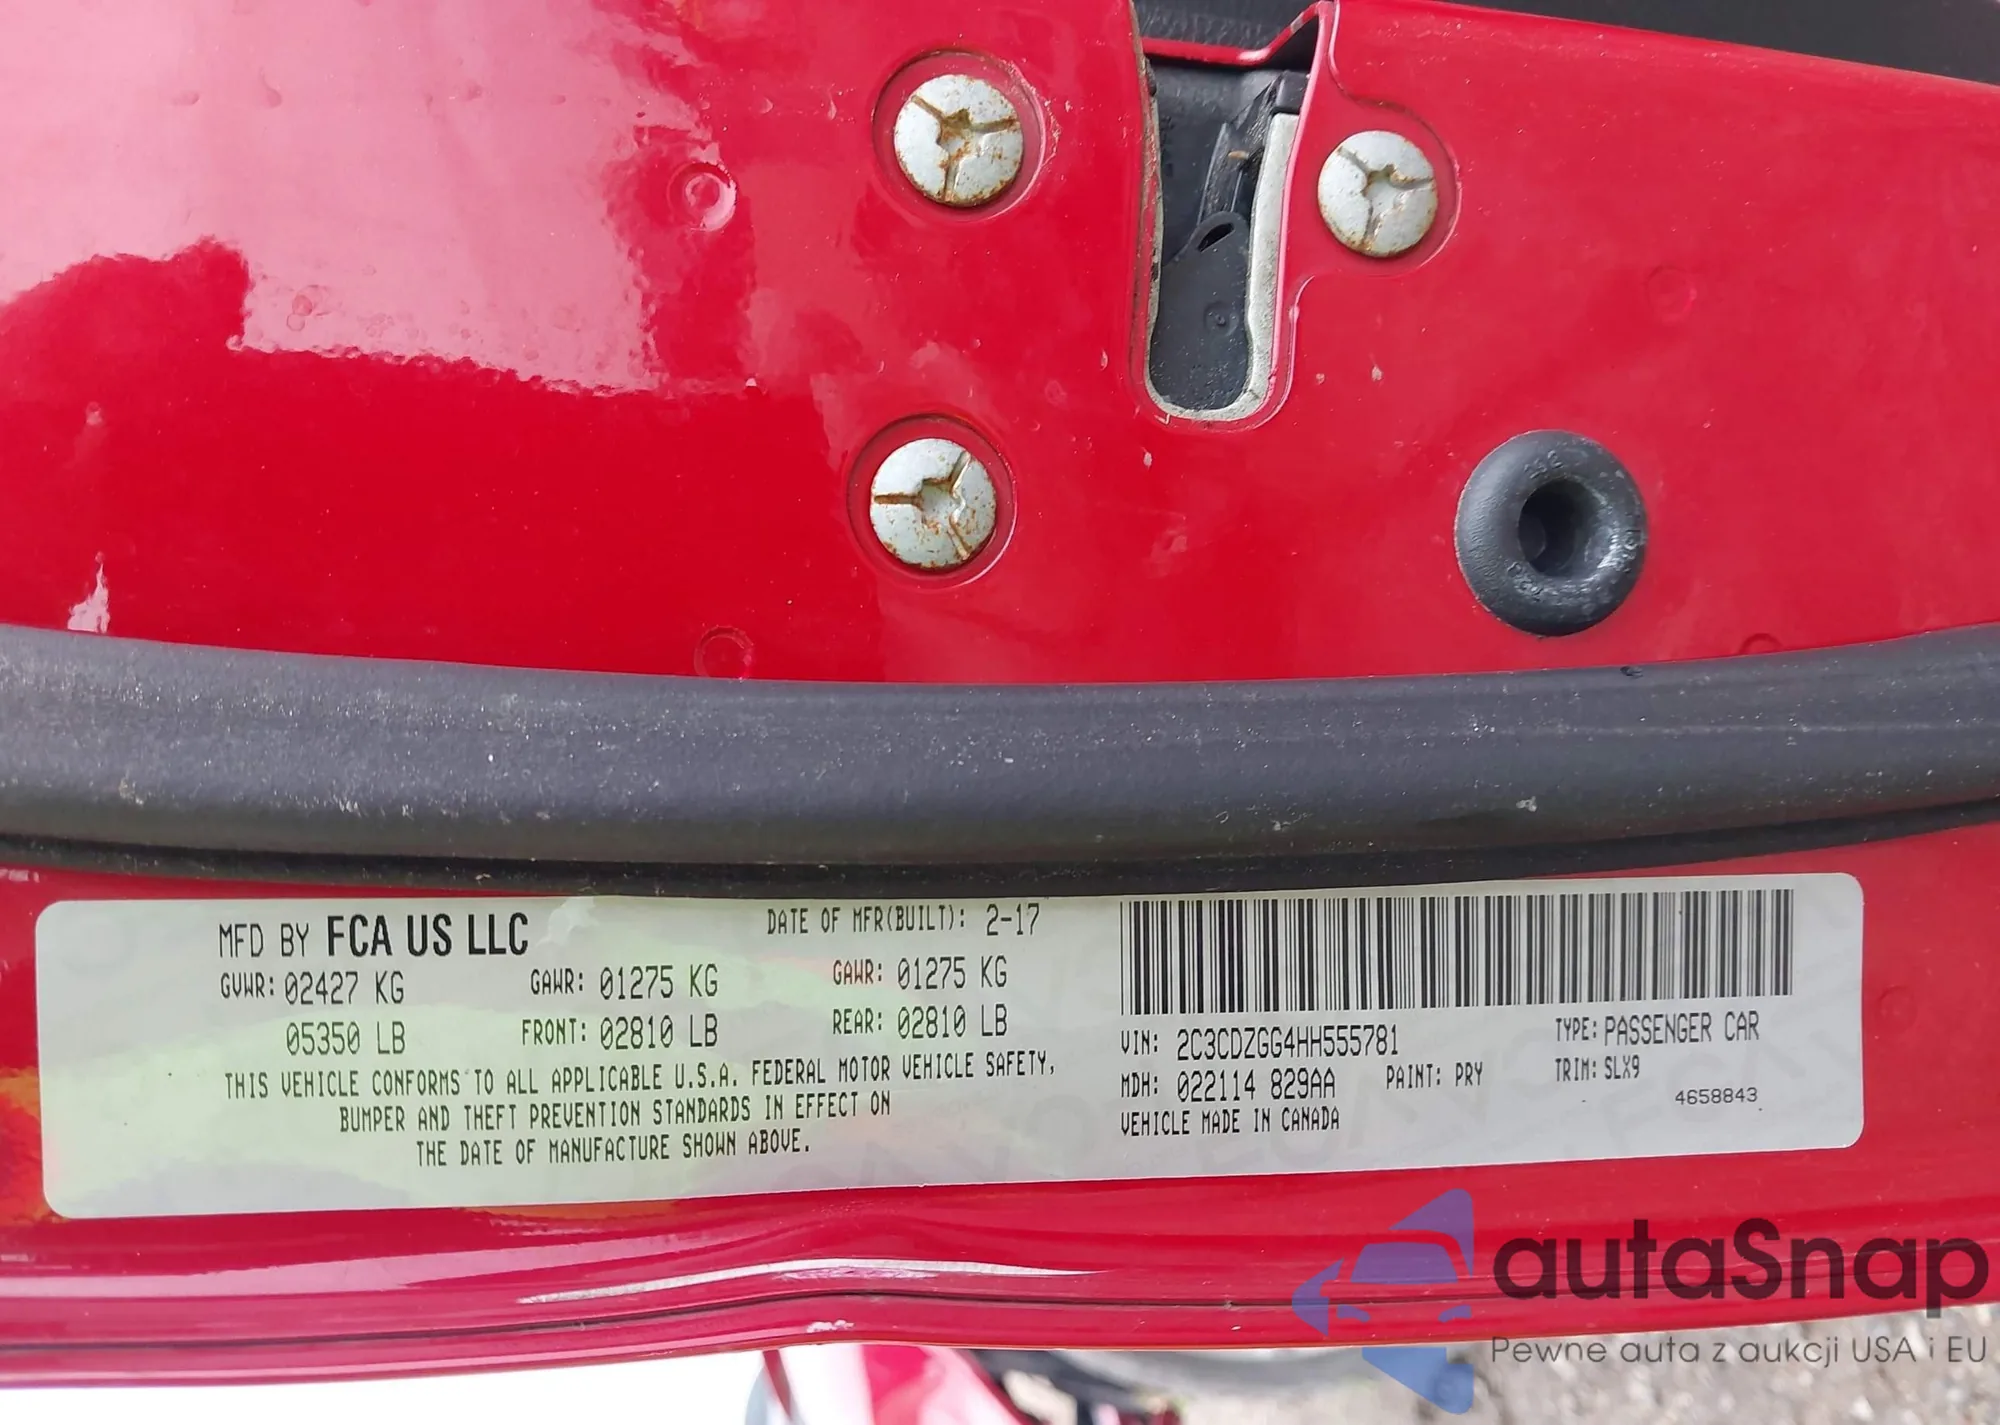 MFD BY FCA US LLC
DATE OF MFR(BUILT): 2-17
GVWR: 02427 KG
GAWR: 01275 KG
GAWR: 01275 KG
05350 LB
FRONT: 02810 LB
REAR: 02810 LB
THIS VEHICLE CONFORMS TO ALL APPLICABLE U.S.A. FEDERAL MOTOR VEHICLE SAFETY,
BUMPER AND THEFT PREVENTION STANDARDS IN EFFECT ON
THE DATE OF MANUFACTURE SHOWN ABOVE.
VIN: 2C3CDZGG4HH555781
TYPE: PASSENGER CAR
MDH: 022114 829AA
PAINT: PRY
TRIM: SLX9
VEHICLE MADE IN CANADA
4658843
autaSnap
Pewne auta z aukcji USA i EU